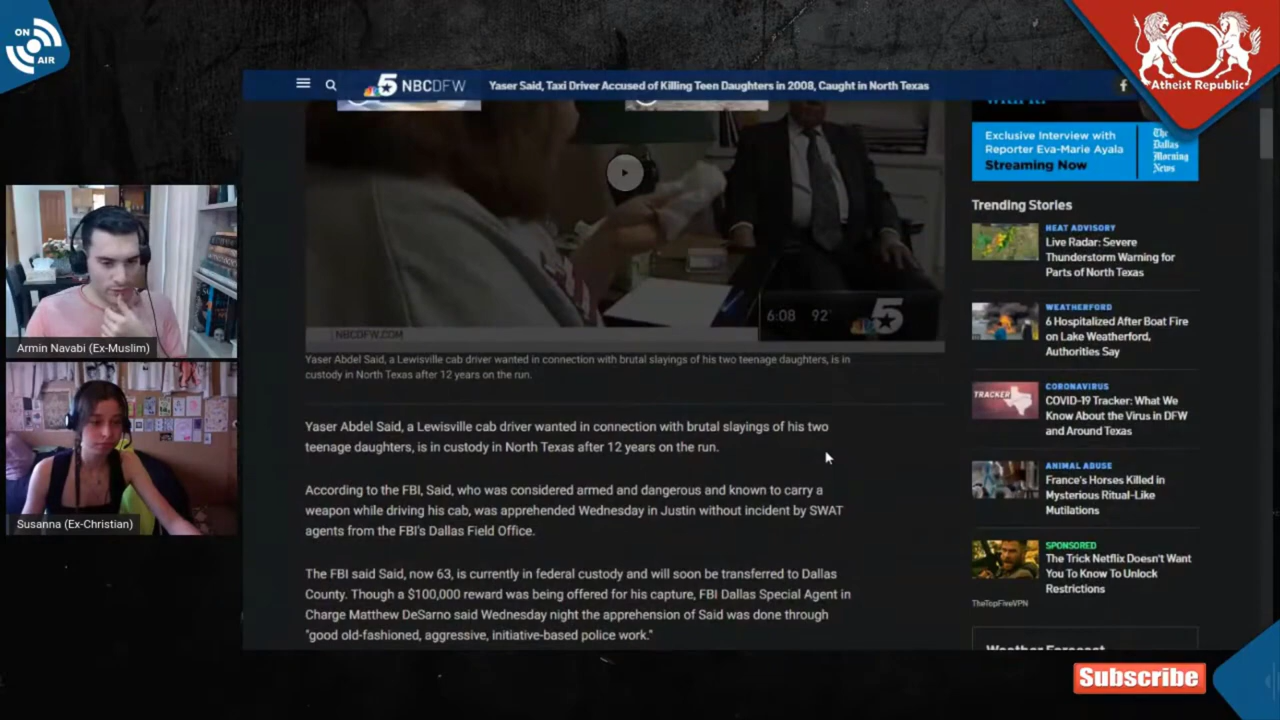 ON
AIR
5 NBCDFW
Yaser Said, Taxi Driver Accused of Killing Teen Daughters in 2008, Caught in North Texas
f
Atheist Republic
Exclusive Interview with
Reporter Eva-Marie Ayala
Streaming Now
The
Dallas
Morning
News
Armin Navabi (Ex-Muslim)
Susanna (Ex-Christian)
6:08 92°
5
NBCDFW.COM
Yaser Abdel Said, a Lewisville cab driver wanted in connection with brutal slayings of his two teenage daughters, is in
custody in North Texas after 12 years on the run.
Yaser Abdel Said, a Lewisville cab driver wanted in connection with brutal slayings of his two
teenage daughters, is in custody in North Texas after 12 years on the run.
According to the FBI, Said, who was considered armed and dangerous and known to carry a
weapon while driving his cab, was apprehended Wednesday in Justin without incident by SWAT
agents from the FBI's Dallas Field Office.
The FBI said Said, now 63, is currently in federal custody and will soon be transferred to Dallas
County. Though a $100,000 reward was being offered for his capture, FBI Dallas Special Agent in
Charge Matthew DeSarno said Wednesday night the apprehension of Said was done through
"good old-fashioned, aggressive, initiative-based police work."
Trending Stories
HEAT ADVISORY
Live Radar: Severe
Thunderstorm Warning for
Parts of North Texas
WEATHERFORD
6 Hospitalized After Boat Fire
on Lake Weatherford,
Authorities Say
TRACKER
CORONAVIRUS
COVID-19 Tracker: What We
Know About the Virus in DFW
and Around Texas
ANIMAL ABUSE
France's Horses Killed in
Mysterious Ritual-Like
Mutilations
SPONSORED
The Trick Netflix Doesn't Want
You To Know To Unlock
Restrictions
TheTopFiveVPN
Weather Forecast
Subscribe